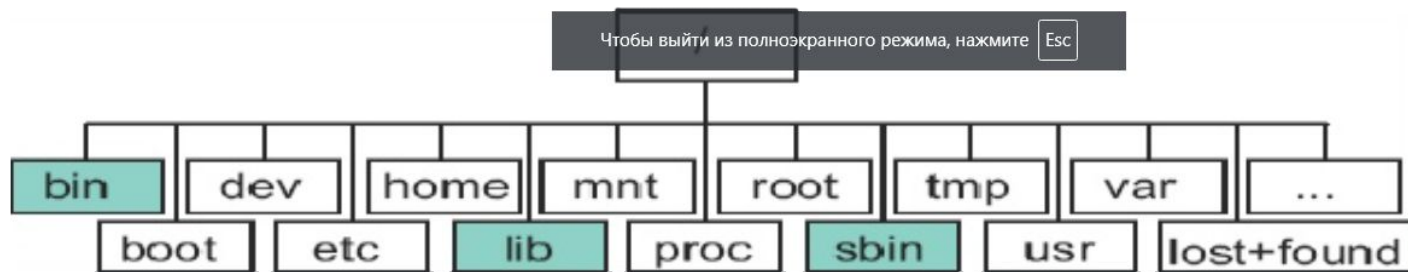 Чтобы выйти из полноэкранного режима, нажмите Esc
/
bin dev home mnt root tmp var ...
boot etc lib proc sbin usr lost+found